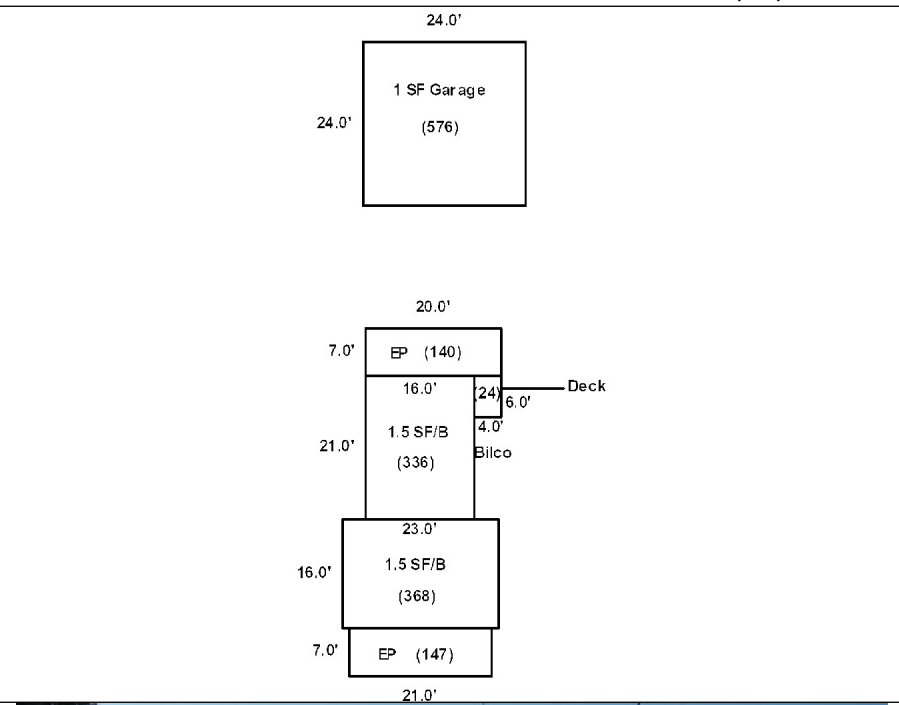 24.0'
1 SF Garage
24.0'
(576)
20.0'
7.0'
EP (140)
16.0'
(24)
Deck
6.0'
4.0'
1.5 SF/B
21.0'
Bilco
(336)
23.0'
1.5 SF/B
16.0'
(368)
7.0'
EP (147)
21.0'